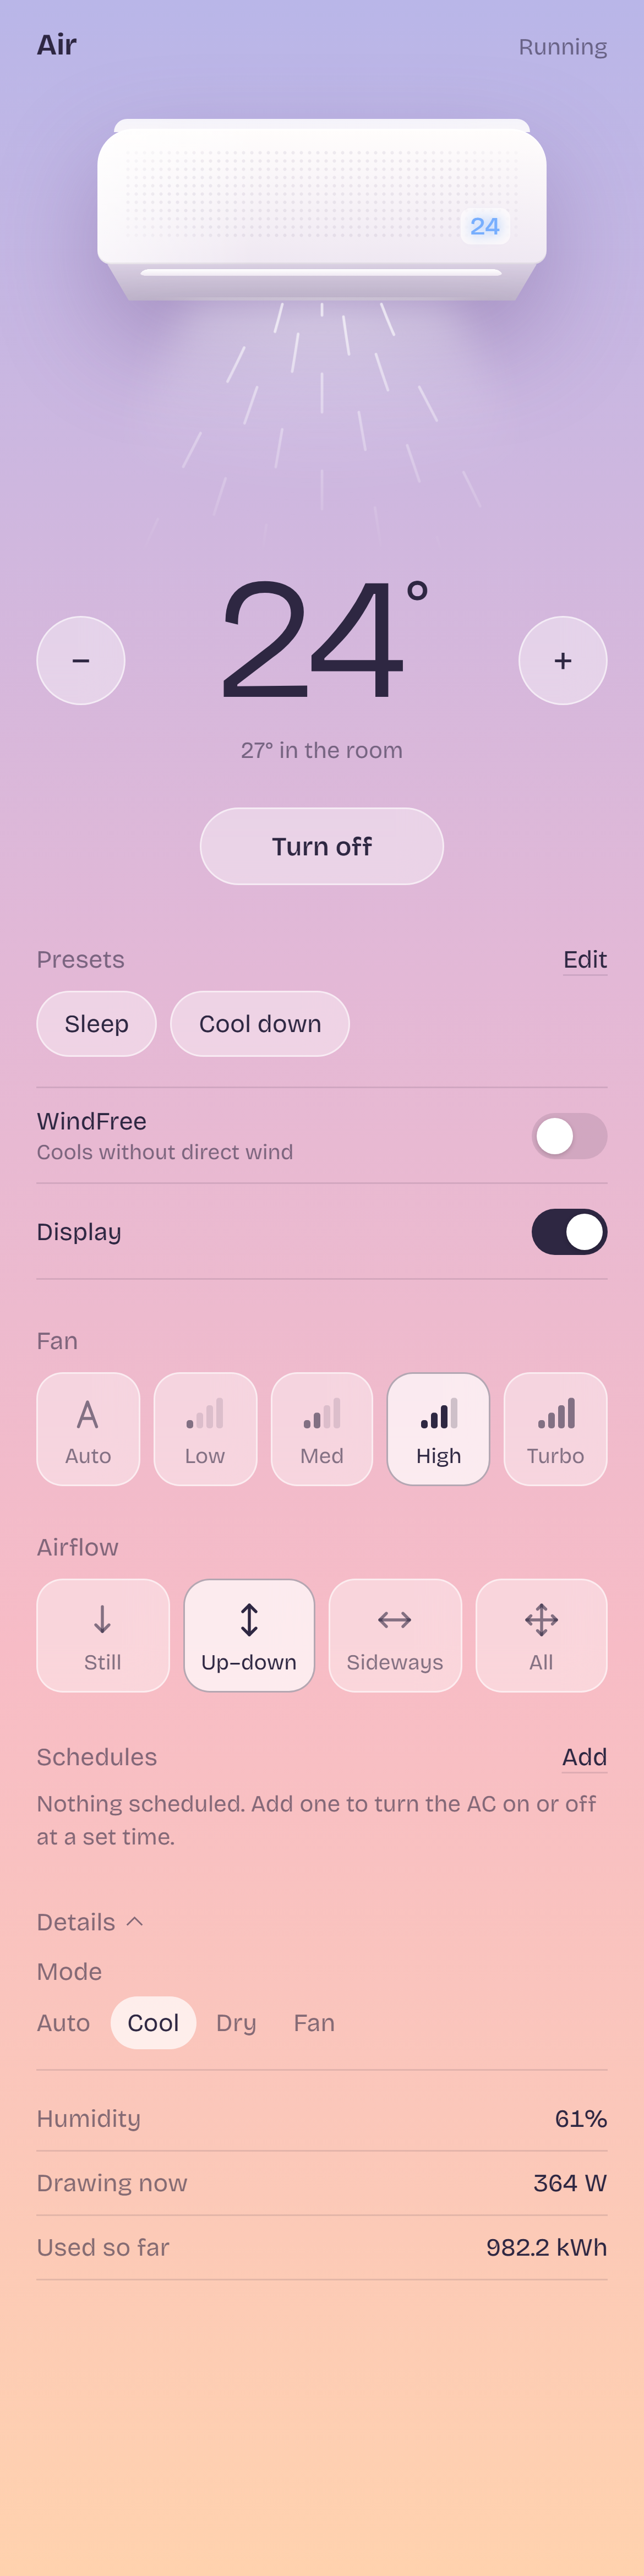 Air
Running
24
24°
−
+
27° in the room
Turn off
Presets
Edit
Sleep
Cool down
WindFree
Cools without direct wind
Display
Fan
A
Auto
Low
Med
High
Turbo
Airflow
Still
Up–down
Sideways
All
Schedules
Add
Nothing scheduled. Add one to turn the AC on or off
at a set time.
Details
Mode
Auto
Cool
Dry
Fan
Humidity
61%
Drawing now
364 W
Used so far
982.2 kWh